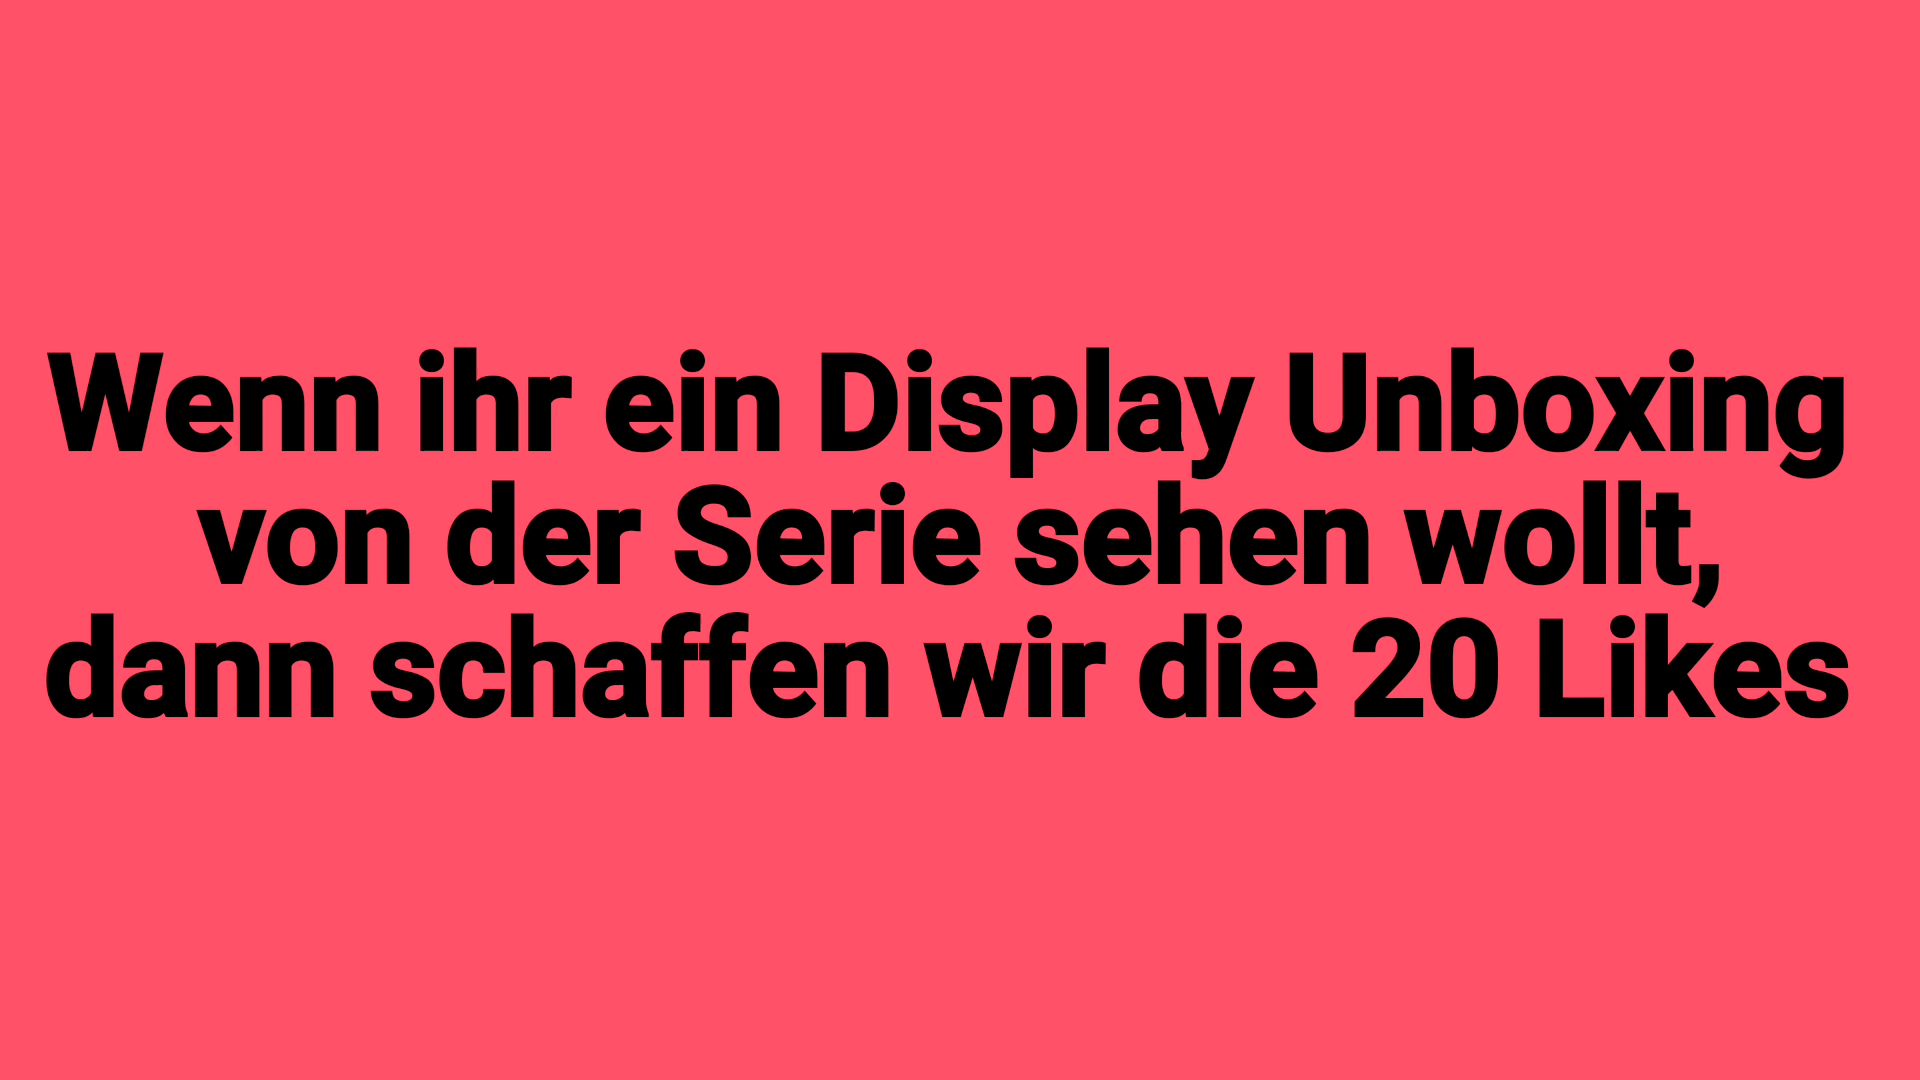 Wenn ihr ein Display Unboxing
von der Serie sehen wollt,
dann schaffen wir die 20 Likes